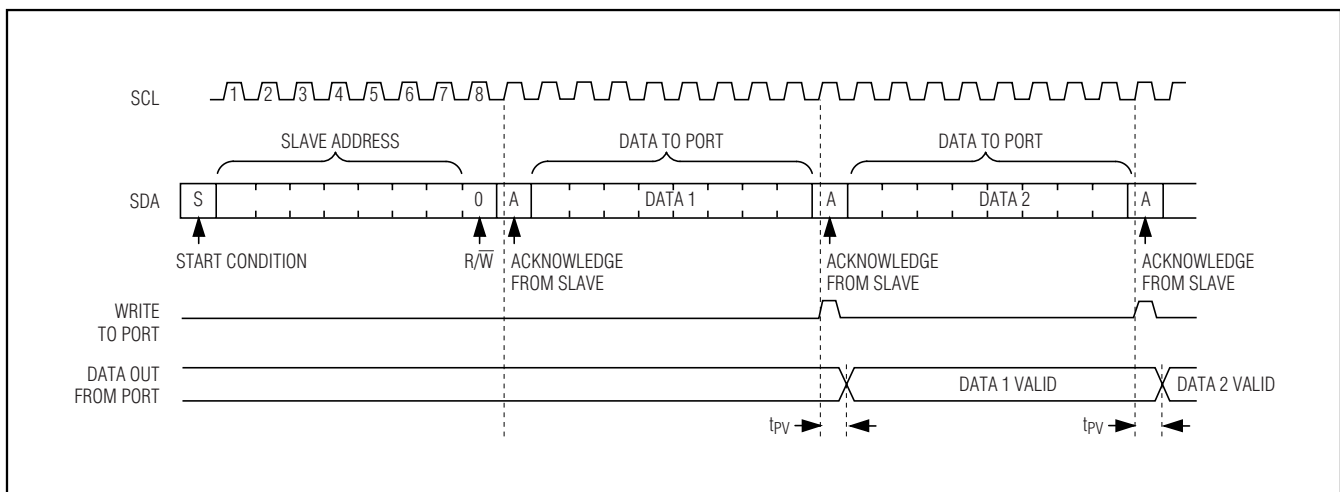 SCL 1 2 3 4 5 6 7 8
SLAVE ADDRESS DATA TO PORT DATA TO PORT
SDA S 0 A DATA 1 A DATA 2 A
START CONDITION R/W̅ ACKNOWLEDGE FROM SLAVE ACKNOWLEDGE FROM SLAVE ACKNOWLEDGE FROM SLAVE
WRITE
TO PORT
DATA OUT
FROM PORT
DATA 1 VALID DATA 2 VALID
tPV tPV